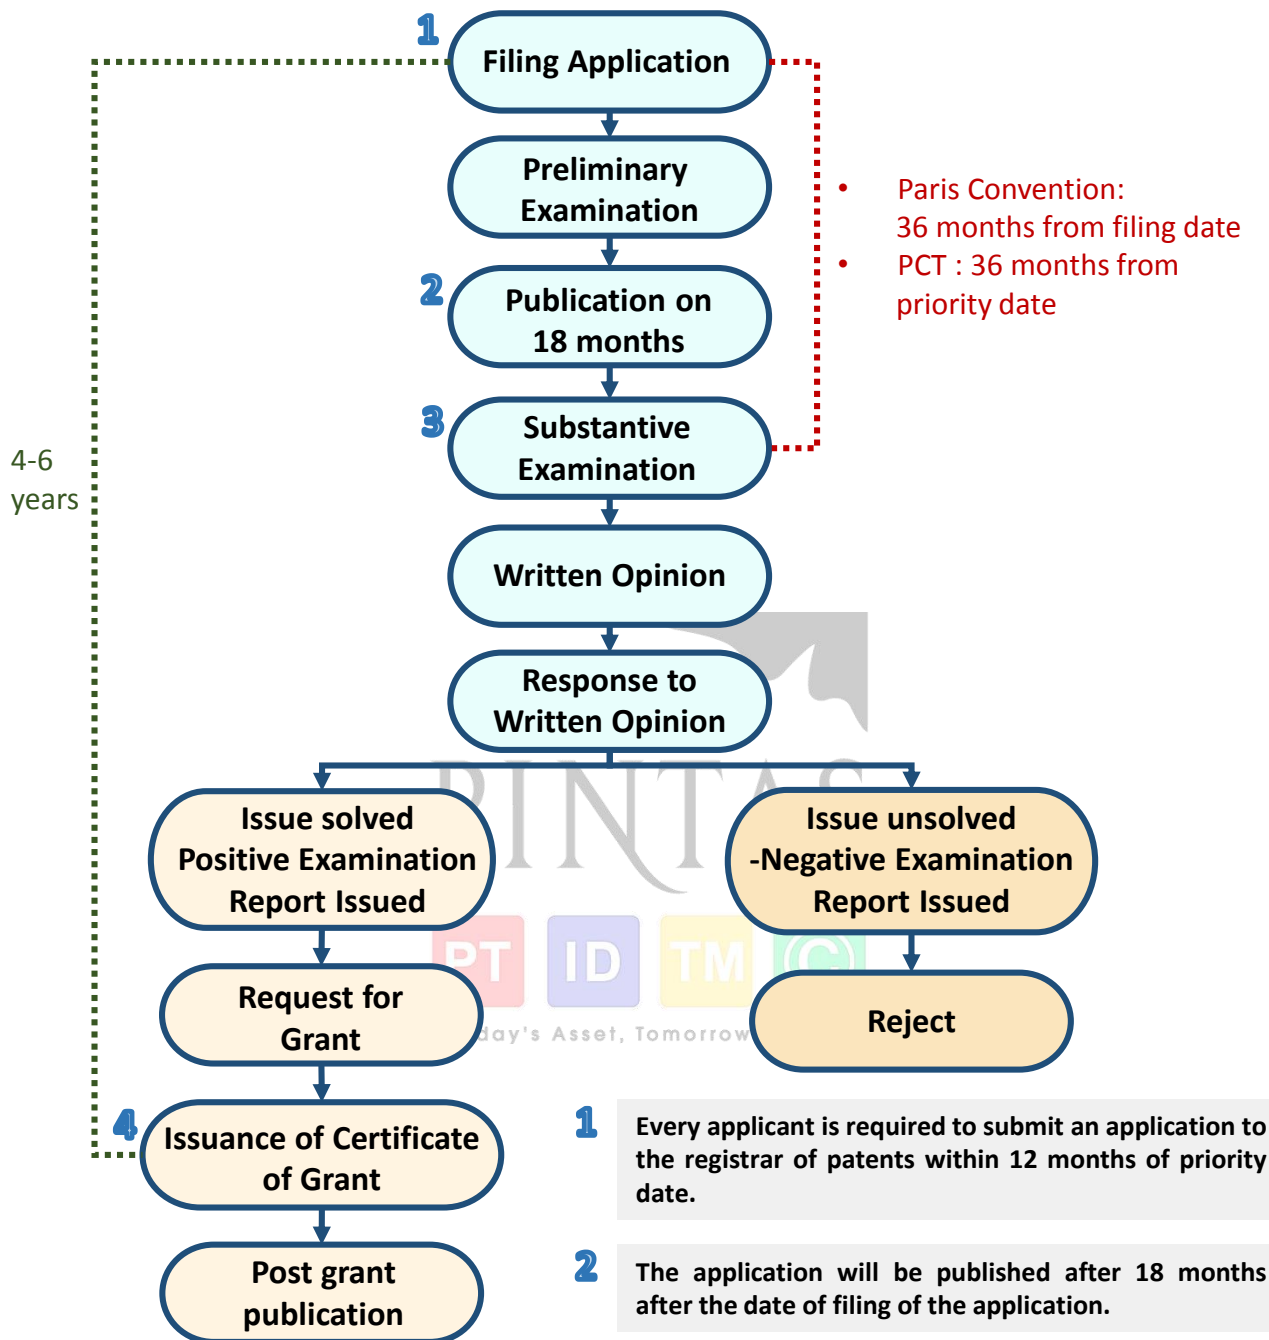 1
Filing Application
Preliminary
Examination
• Paris Convention:
36 months from filing date
• PCT : 36 months from
priority date
2
Publication on
18 months
3
Substantive
Examination
4-6
years
Written Opinion
Response to
Written Opinion
PINTAS
Issue solved
Positive Examination
Report Issued
Issue unsolved
-Negative Examination
Report Issued
PT ID TM ©
Request for
Grant
Reject
Asset, Tomorrow
4
Issuance of Certificate
of Grant
Post grant
publication
1
Every applicant is required to submit an application to
the registrar of patents within 12 months of priority
date.
2
The application will be published after 18 months
after the date of filing of the application.